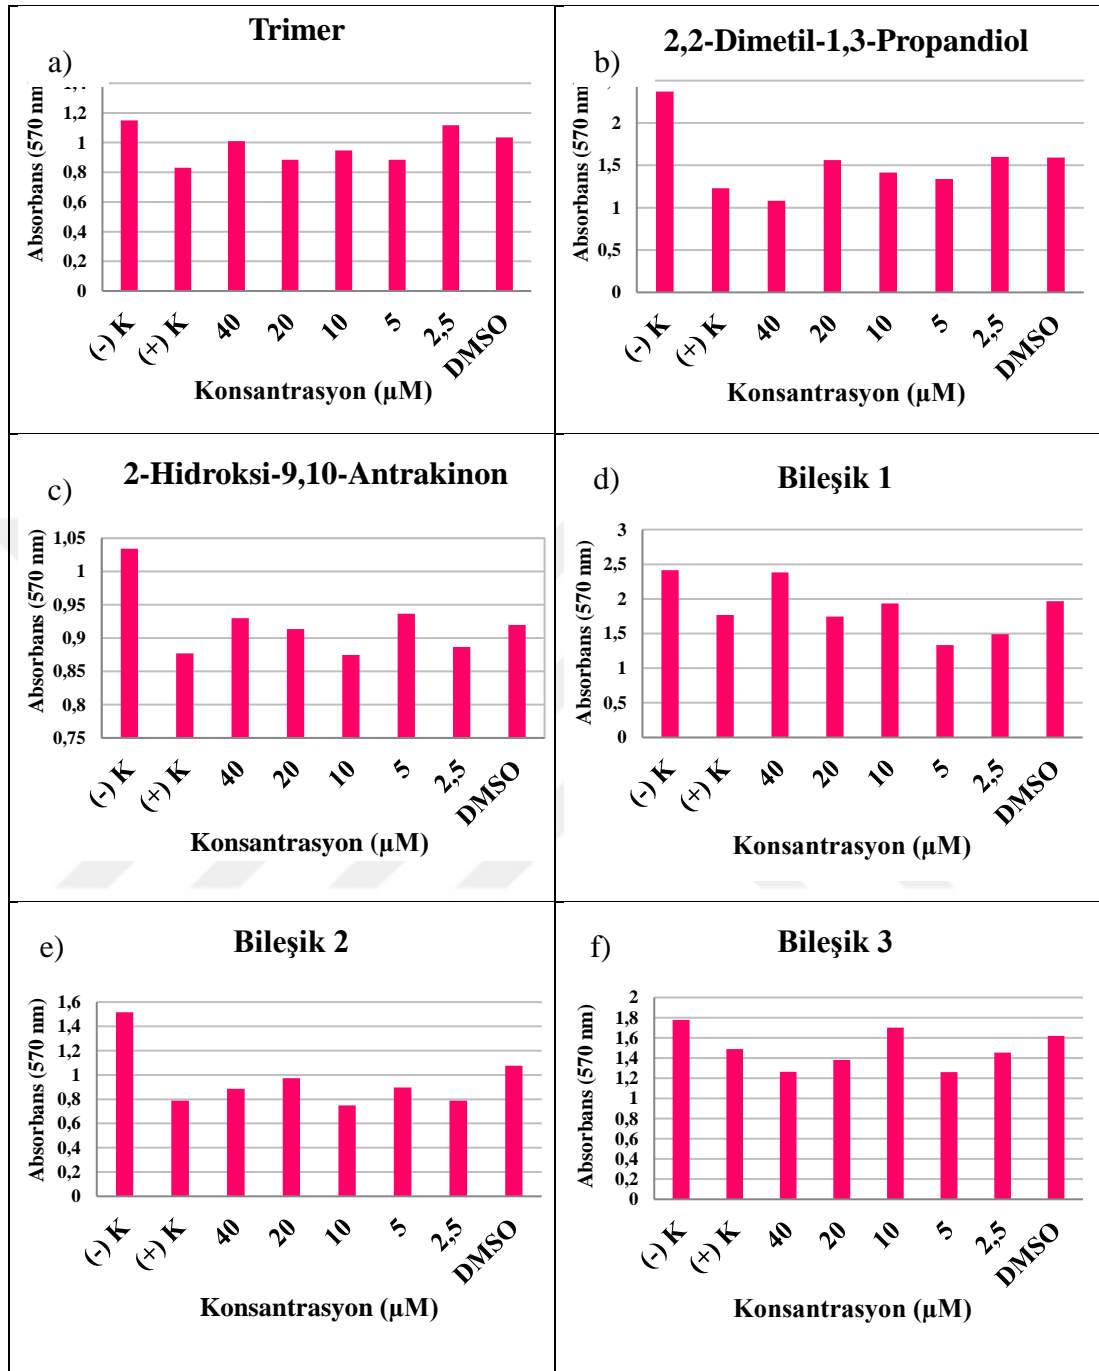 Trimer
a)
1,4
1,2
1
0,8
0,6
0,4
0,2
0
Absorbans (570 nm)
(-) K
(+) K
40
20
10
5
2,5
DMSO
Konsantrasyon (µM)
2,2-Dimetil-1,3-Propandiol
b)
2
1,5
1
0,5
0
Absorbans (570 nm)
(-) K
(+) K
40
20
10
5
2,5
DMSO
Konsantrasyon (µM)
2-Hidroksi-9,10-Antrakinon
c)
1,05
1
0,95
0,9
0,85
0,8
0,75
Absorbans (570 nm)
(-) K
(+) K
40
20
10
5
2,5
DMSO
Konsantrasyon (µM)
Bileşik 1
d)
3
2,5
2
1,5
1
0,5
0
Absorbans (570 nm)
(-) K
(+) K
40
20
10
5
2,5
DMSO
Konsantrasyon (µM)
Bileşik 2
e)
1,6
1,4
1,2
1
0,8
0,6
0,4
0,2
0
Absorbans (570 nm)
(-) K
(+) K
40
20
10
5
2,5
DMSO
Konsantrasyon (µM)
Bileşik 3
f)
2
1,8
1,6
1,4
1,2
1
0,8
0,6
0,4
0,2
0
Absorbans (570 nm)
(-) K
(+) K
40
20
10
5
2,5
DMSO
Konsantrasyon (µM)